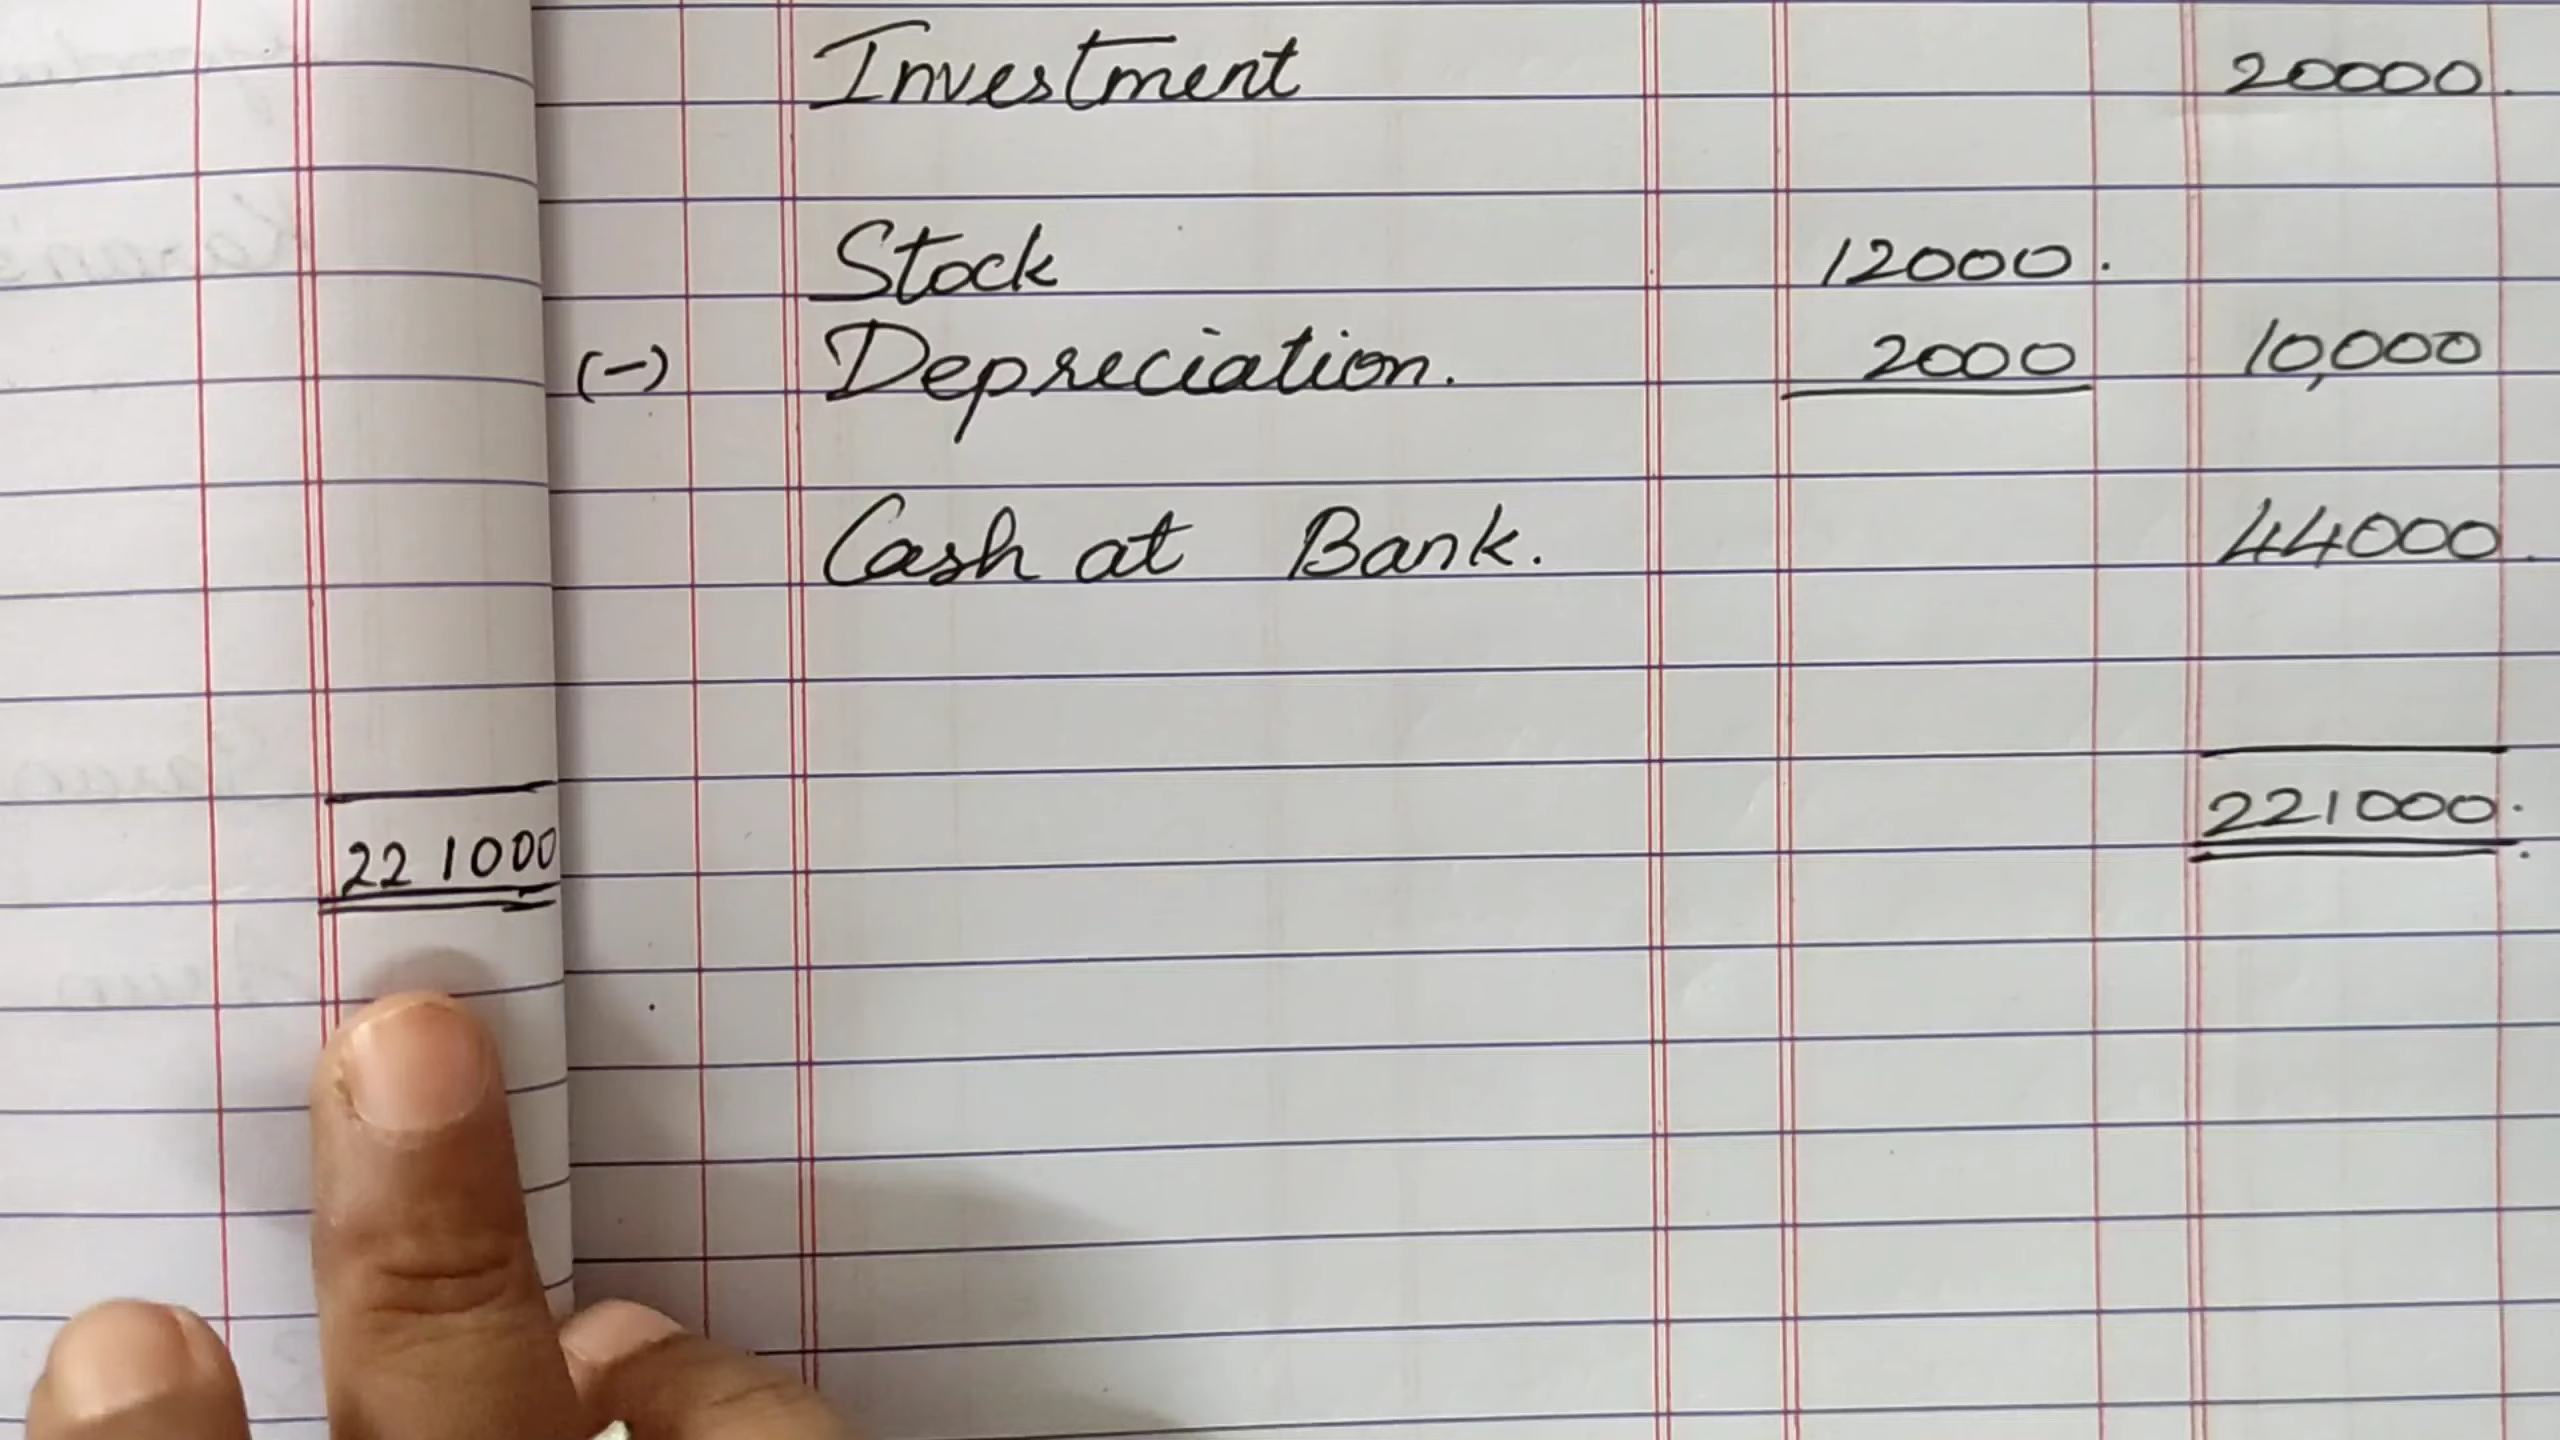 Investment 20000.
Stock 12000.
(-) Depreciation. 2000 10,000
Cash at Bank. 44000.
221000.
221000